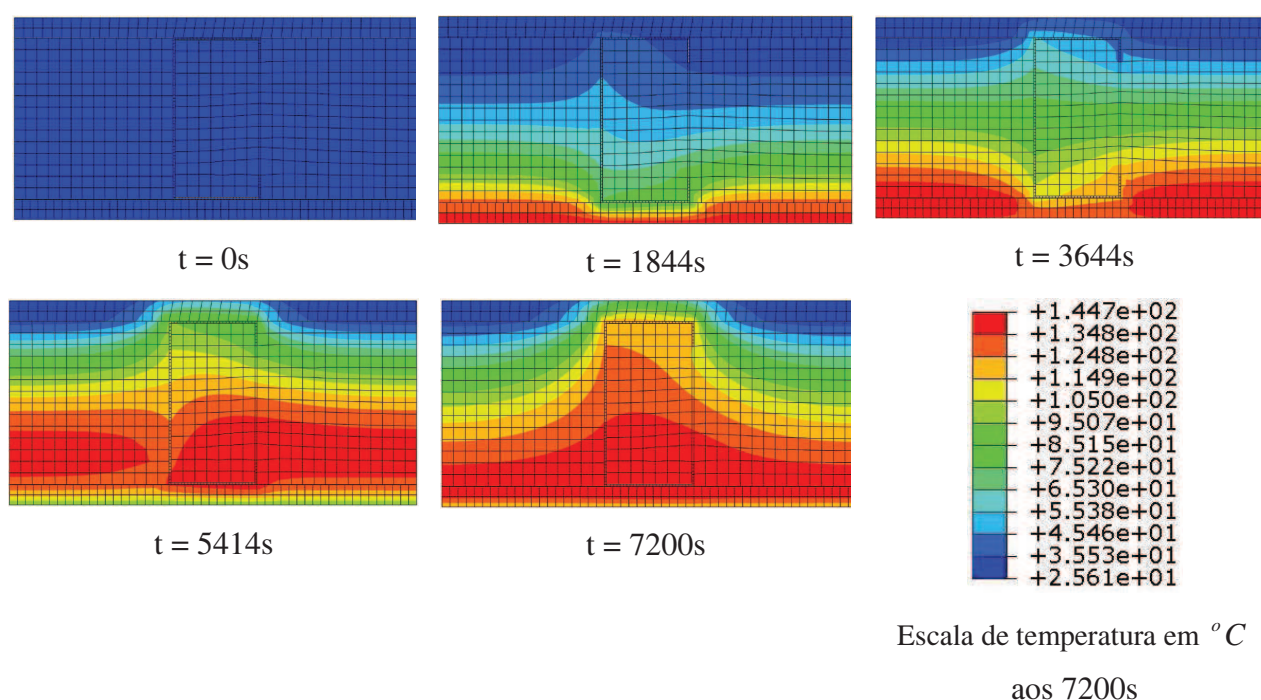 t = 0s
t = 1844s
t = 3644s
t = 5414s
t = 7200s
+1.447e+02
+1.348e+02
+1.248e+02
+1.149e+02
+1.050e+02
+9.507e+01
+8.515e+01
+7.522e+01
+6.530e+01
+5.538e+01
+4.546e+01
+3.553e+01
+2.561e+01
Escala de temperatura em °C
aos 7200s